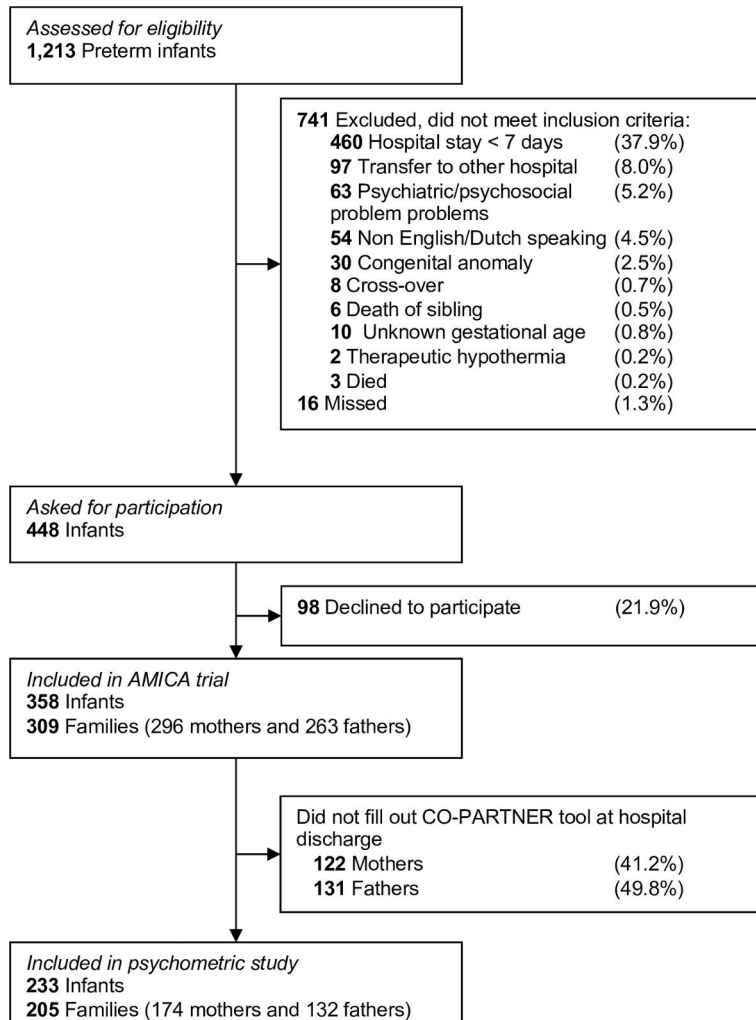 Assessed for eligibility
1,213 Preterm infants
741 Excluded, did not meet inclusion criteria:
460 Hospital stay < 7 days (37.9%)
97 Transfer to other hospital (8.0%)
63 Psychiatric/psychosocial (5.2%)
problem problems
54 Non English/Dutch speaking (4.5%)
30 Congenital anomaly (2.5%)
8 Cross-over (0.7%)
6 Death of sibling (0.5%)
10 Unknown gestational age (0.8%)
2 Therapeutic hypothermia (0.2%)
3 Died (0.2%)
16 Missed (1.3%)
Asked for participation
448 Infants
98 Declined to participate (21.9%)
Included in AMICA trial
358 Infants
309 Families (296 mothers and 263 fathers)
Did not fill out CO-PARTNER tool at hospital
discharge
122 Mothers (41.2%)
131 Fathers (49.8%)
Included in psychometric study
233 Infants
205 Families (174 mothers and 132 fathers)